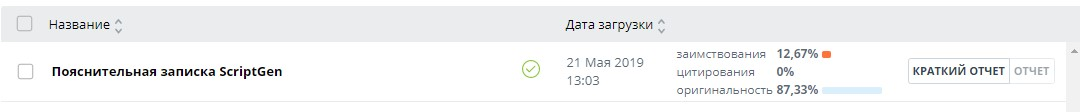 Название
Дата загрузки
Пояснительная записка ScriptGen
21 Мая 2019
13:03
заимствования 12,67%
цитирования 0%
оригинальность 87,33%
КРАТКИЙ ОТЧЕТ
ОТЧЕТ